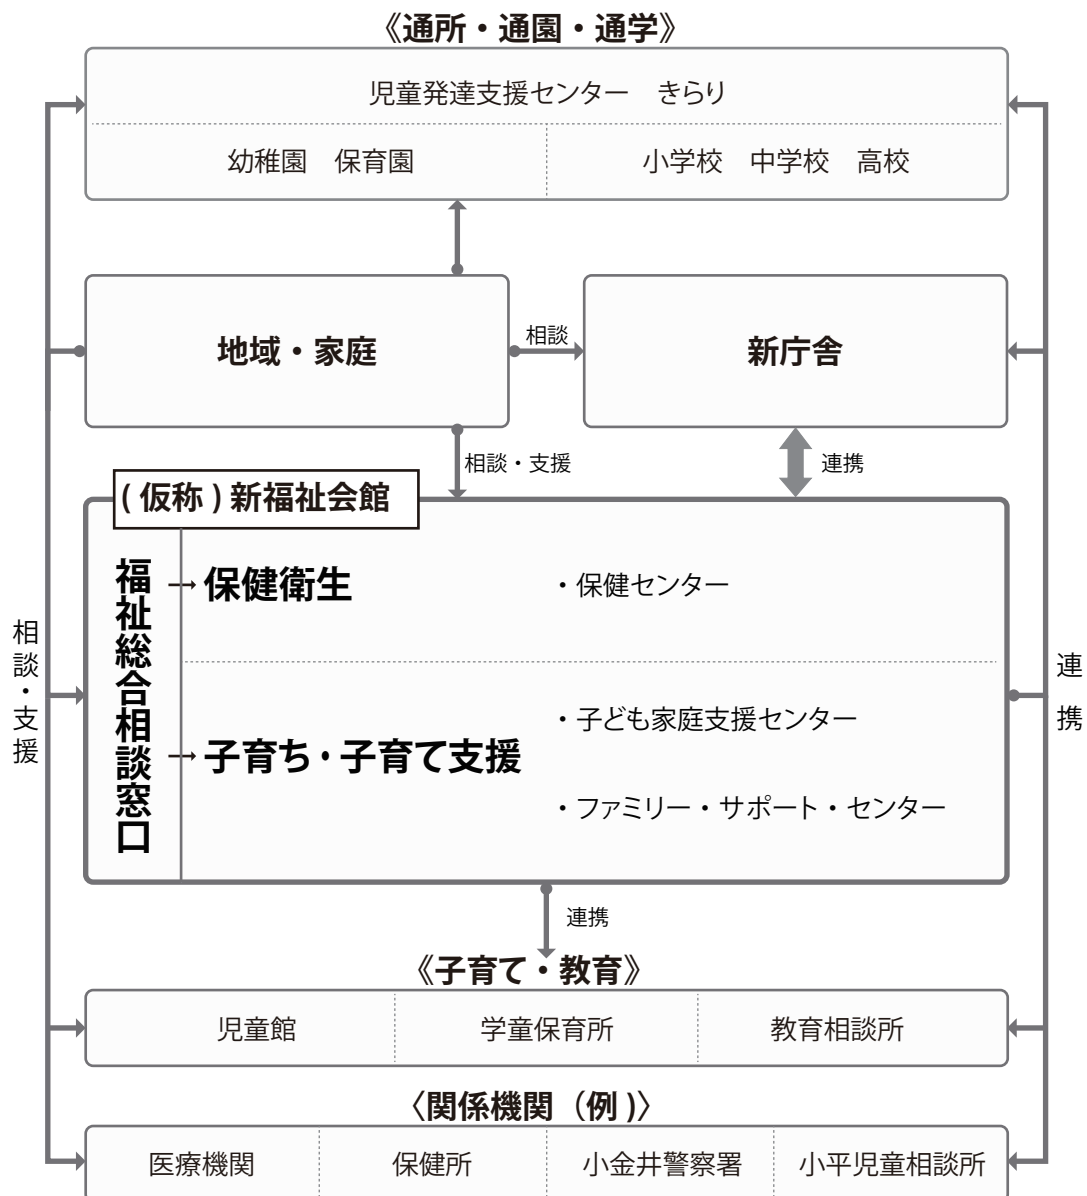 《通所・通園・通学》
児童発達支援センター　きらり
幼稚園　保育園
小学校　中学校　高校
地域・家庭
相談
新庁舎
相談・支援
連携
( 仮称 ) 新福祉会館
福祉総合相談窓口
保健衛生
・保健センター
子育ち・子育て支援
・子ども家庭支援センター
・ファミリー・サポート・センター
相談・支援
連携
連携
《子育て・教育》
児童館
学童保育所
教育相談所
〈関係機関（例 )〉
医療機関
保健所
小金井警察署
小平児童相談所